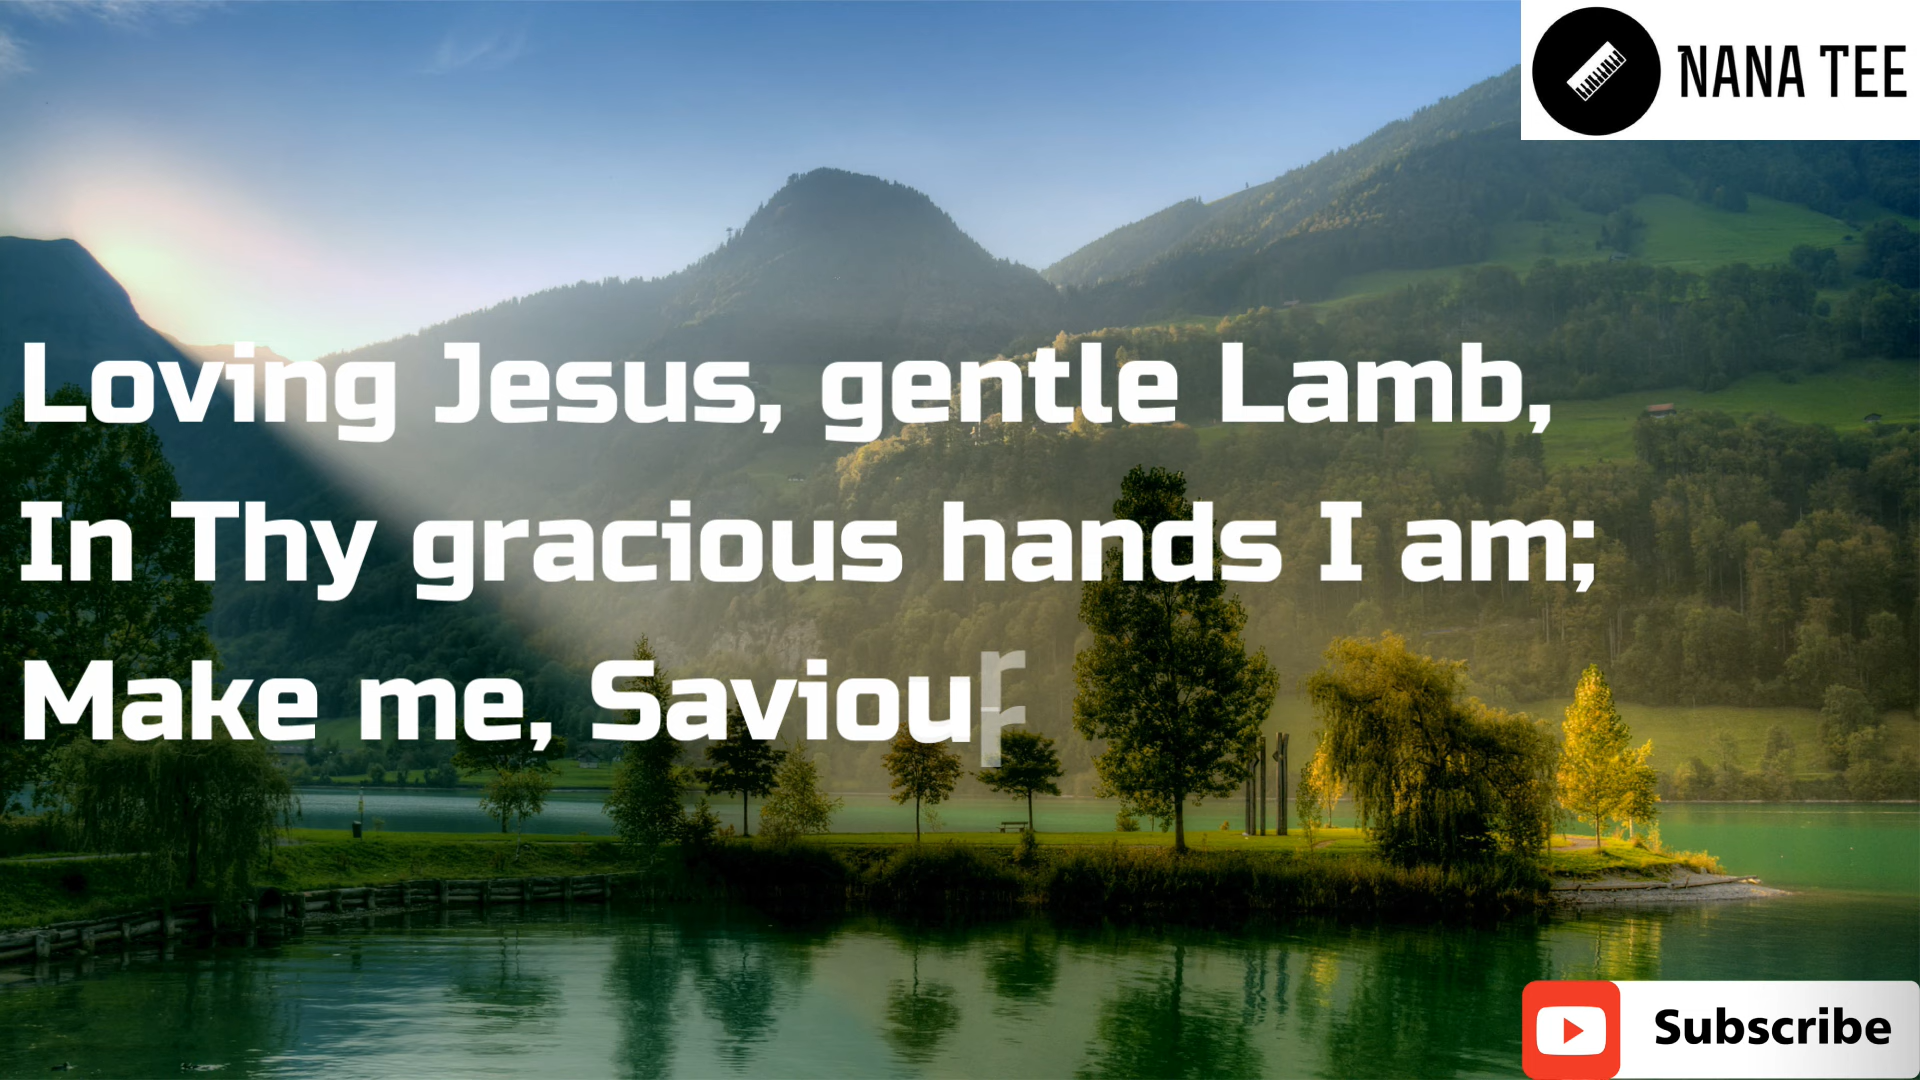 NANA TEE
Loving Jesus, gentle Lamb,
In Thy gracious hands I am;
Make me, Saviour
Subscribe